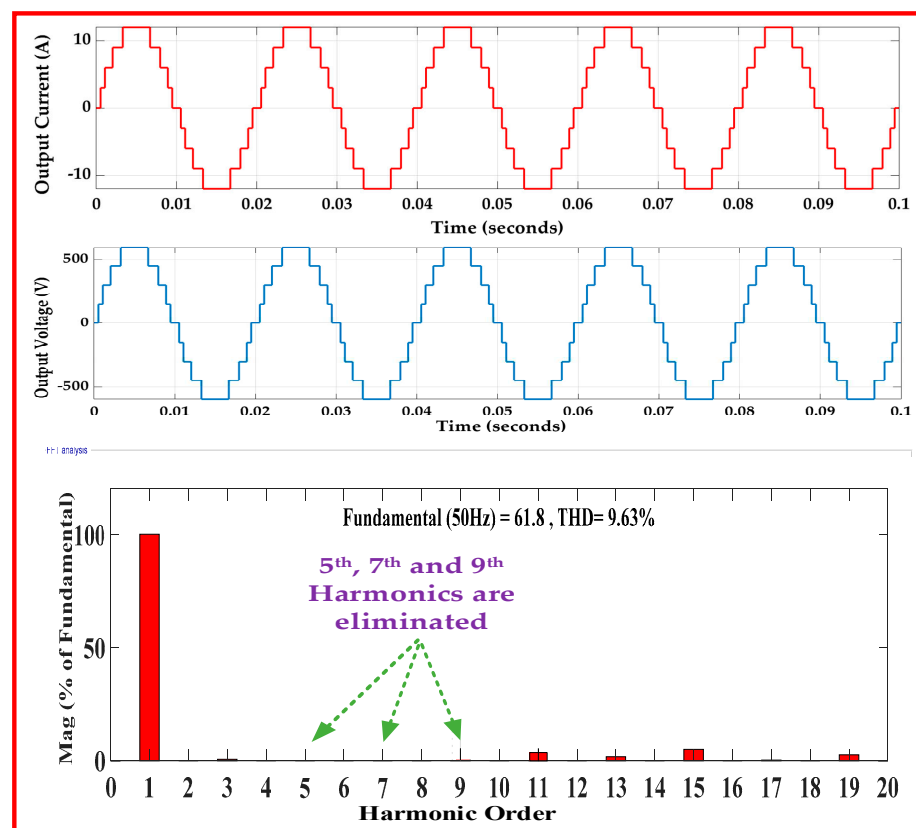 Output Current (A)
10
0
-10
0 0.01 0.02 0.03 0.04 0.05 0.06 0.07 0.08 0.09 0.1
Time (seconds)
Output Voltage (V)
500
0
-500
0 0.01 0.02 0.03 0.04 0.05 0.06 0.07 0.08 0.09 0.1
Time (seconds)
FFT analysis
Mag (% of Fundamental)
Fundamental (50Hz) = 61.8 , THD= 9.63%
5th, 7th and 9th
Harmonics are
eliminated
100
50
0
0 1 2 3 4 5 6 7 8 9 10 11 12 13 14 15 16 17 18 19 20
Harmonic Order